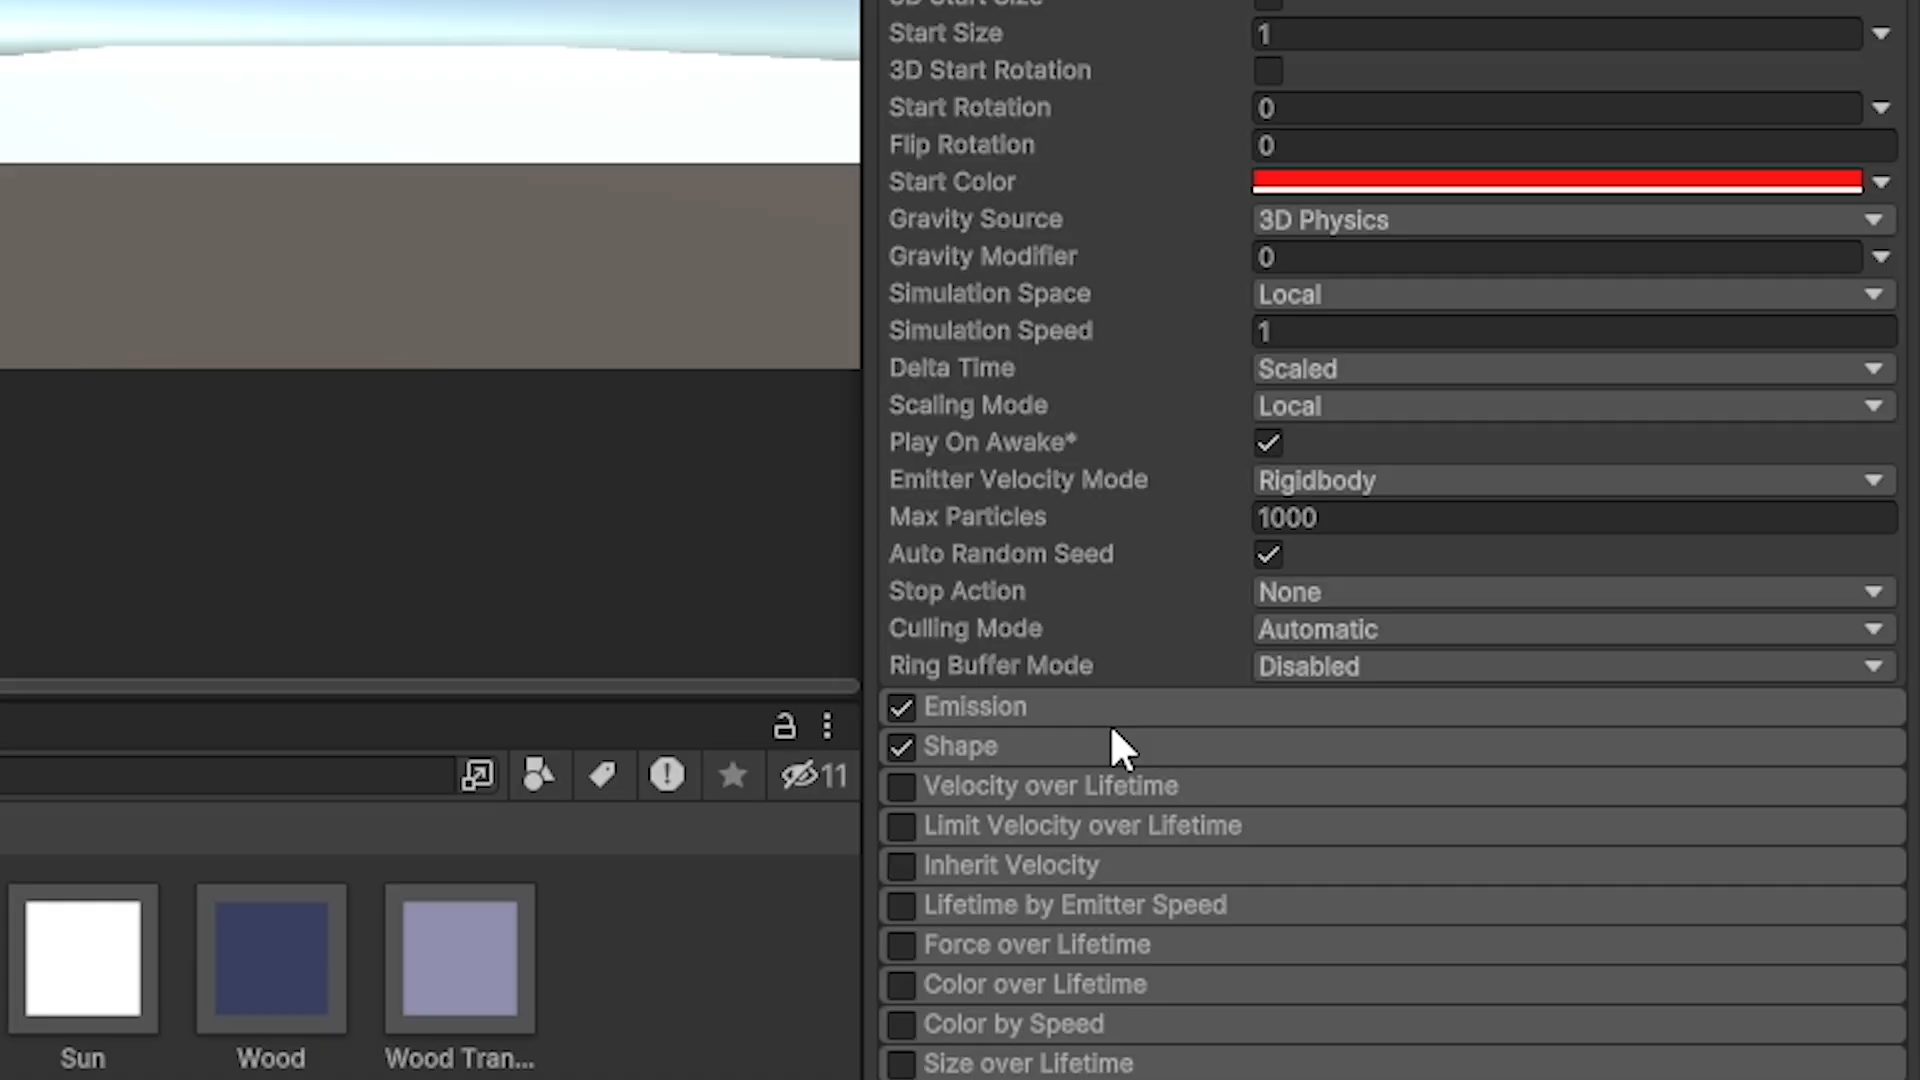 3D Start Size
Start Size 1
3D Start Rotation
Start Rotation 0
Flip Rotation 0
Start Color
Gravity Source 3D Physics
Gravity Modifier 0
Simulation Space Local
Simulation Speed 1
Delta Time Scaled
Scaling Mode Local
Play On Awake*
Emitter Velocity Mode Rigidbody
Max Particles 1000
Auto Random Seed
Stop Action None
Culling Mode Automatic
Ring Buffer Mode Disabled
Emission
Shape
Velocity over Lifetime
Limit Velocity over Lifetime
Inherit Velocity
Lifetime by Emitter Speed
Force over Lifetime
Color over Lifetime
Color by Speed
Size over Lifetime
11
Sun
Wood
Wood Tran...